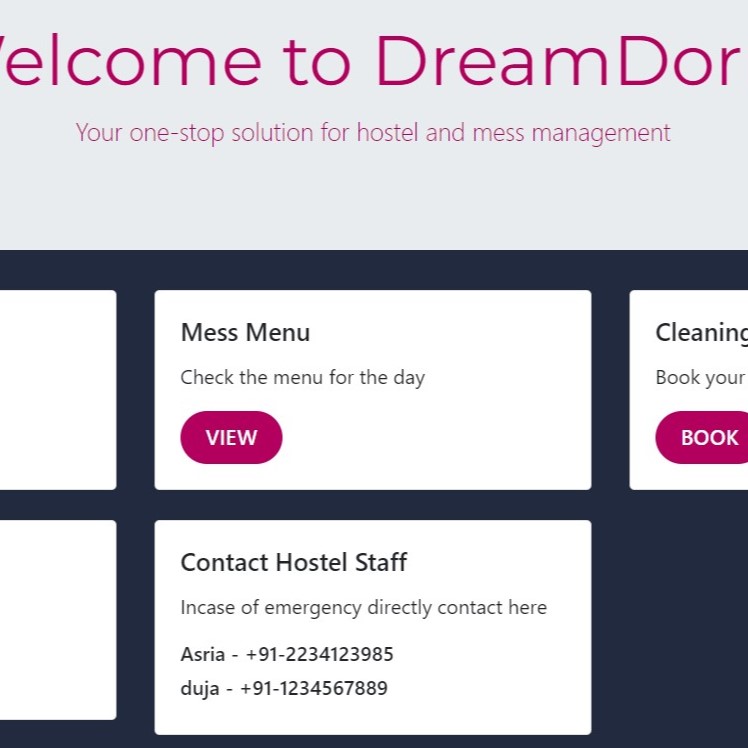 Welcome to DreamDor
Your one-stop solution for hostel and mess management
Mess Menu
Check the menu for the day
VIEW
Cleaning
Book your
BOOK
Contact Hostel Staff
Incase of emergency directly contact here
Asria - +91-2234123985
duja - +91-1234567889